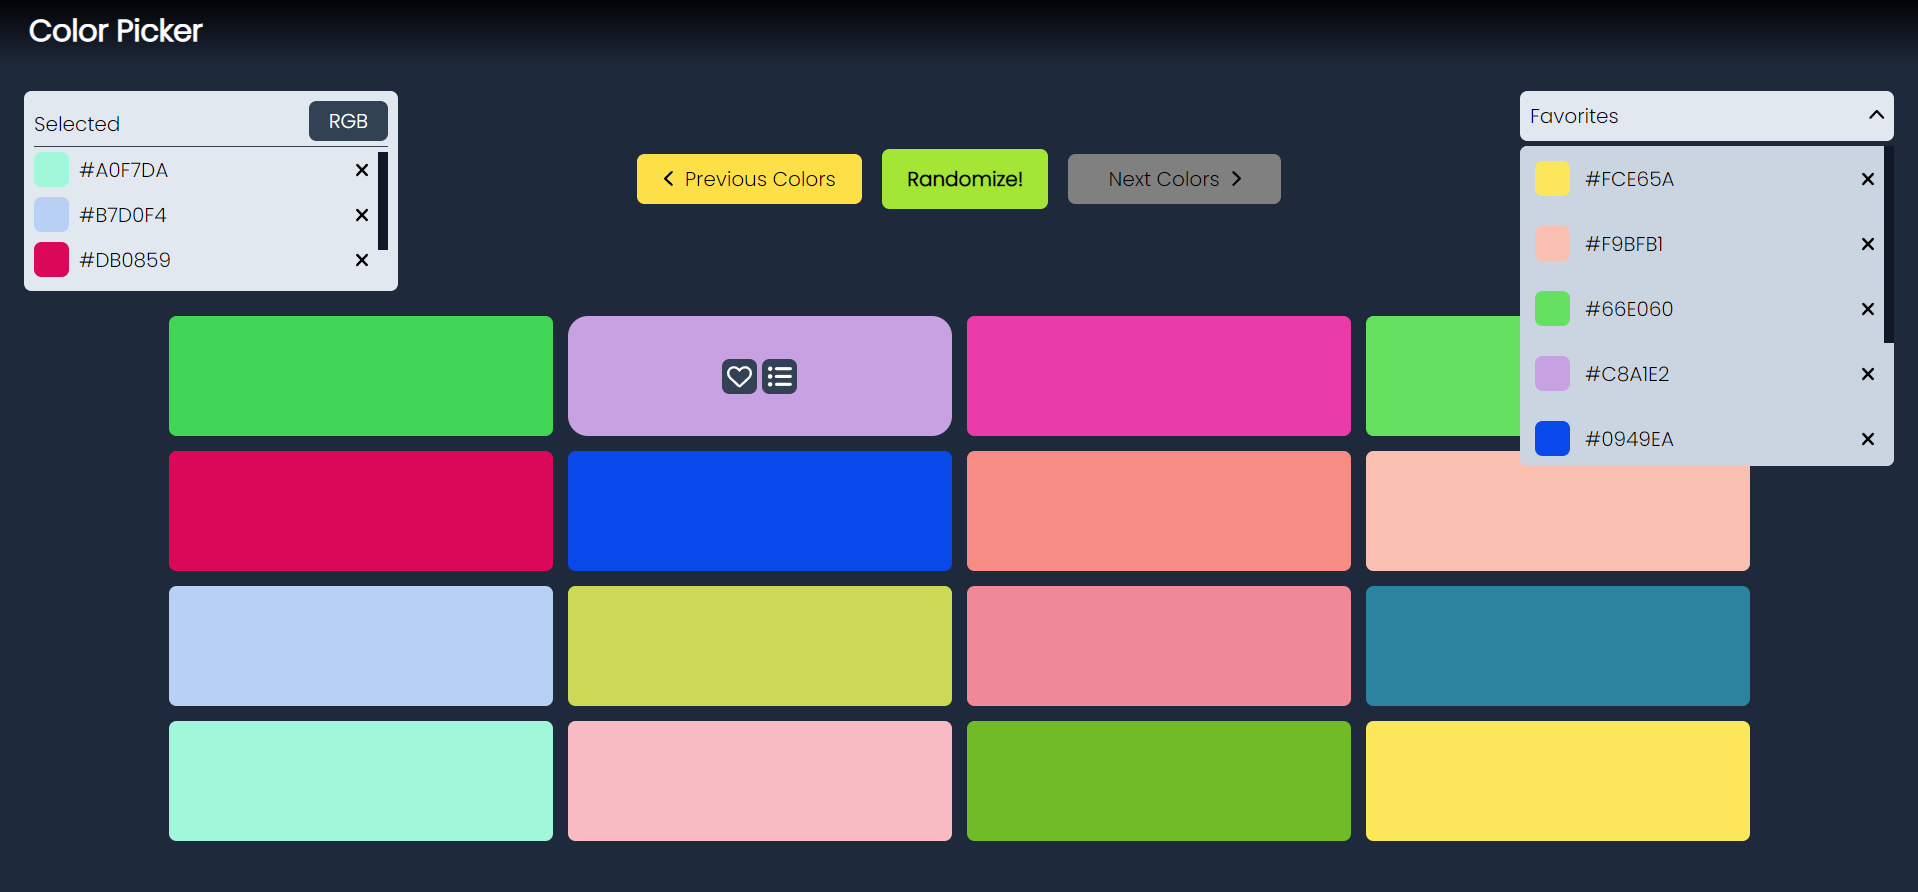 Color Picker
Selected
RGB
#A0F7DA
#B7D0F4
#DB0859
Previous Colors
Randomize!
Next Colors
Favorites
#FCE65A
#F9BFB1
#66E060
#C8A1E2
#0949EA